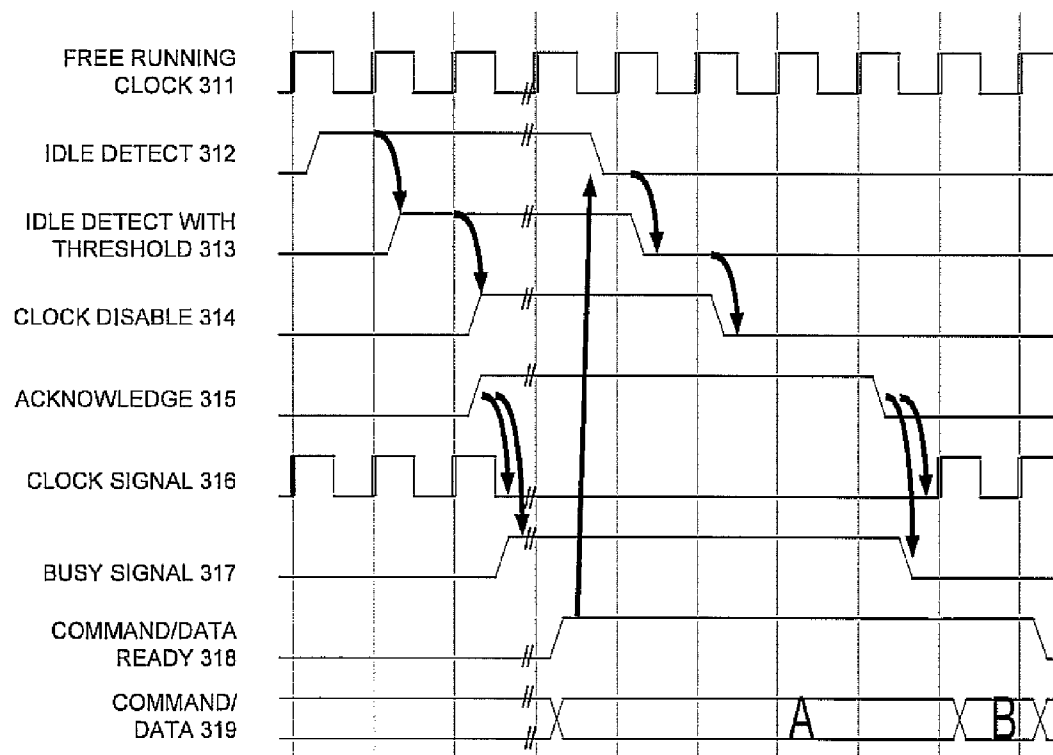 FREE RUNNING
CLOCK 311
IDLE DETECT 312
IDLE DETECT WITH
THRESHOLD 313
CLOCK DISABLE 314
ACKNOWLEDGE 315
CLOCK SIGNAL 316
BUSY SIGNAL 317
COMMAND/DATA
READY 318
COMMAND/
DATA 319
A
B